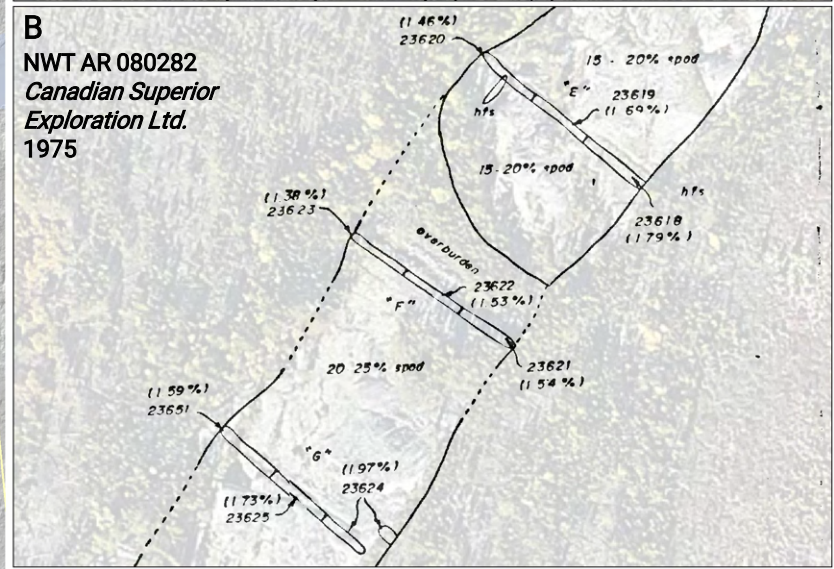 B
NWT AR 080282
Canadian Superior
Exploration Ltd.
1975
(1.46%)
23620
15 - 20% spod
"E"
23619
(1.69%)
hfs
15-20% spod
hfs
23618
(1.79%)
(1.38%)
23623
overburden
23622
(1.53%)
"F"
23621
(1.54%)
20 25% spod
(1.59%)
23651
"G"
(1.97%)
23624
(1.73%)
23625